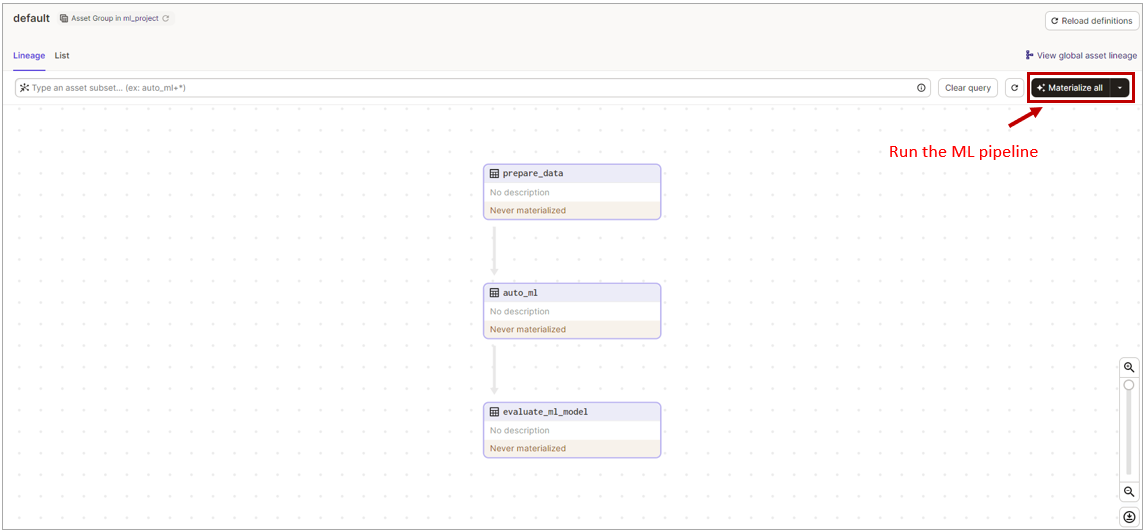 default Asset Group in ml_project
Reload definitions
Lineage List
View global asset lineage
Type an asset subset... (ex: auto_ml+*)
Clear query
Materialize all
Run the ML pipeline
prepare_data
No description
Never materialized
auto_ml
No description
Never materialized
evaluate_ml_model
No description
Never materialized